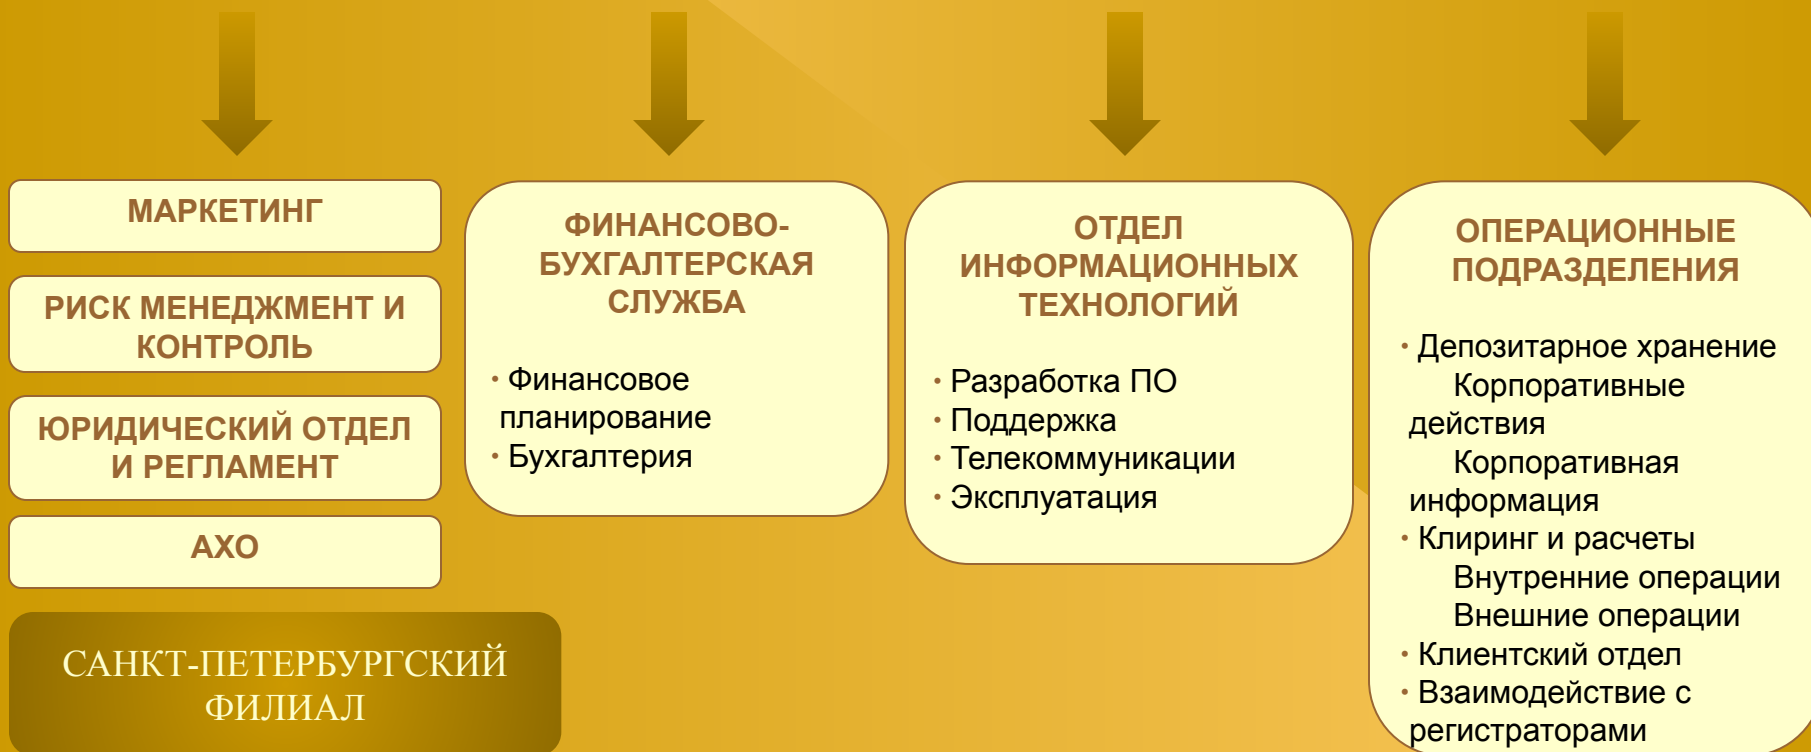 МАРКЕТИНГ
РИСК МЕНЕДЖМЕНТ И
КОНТРОЛЬ
ЮРИДИЧЕСКИЙ ОТДЕЛ
И РЕГЛАМЕНТ
АХО
САНКТ-ПЕТЕРБУРГСКИЙ
ФИЛИАЛ
ФИНАНСОВО-
БУХГАЛТЕРСКАЯ
СЛУЖБА
· Финансовое
планирование
· Бухгалтерия
ОТДЕЛ
ИНФОРМАЦИОННЫХ
ТЕХНОЛОГИЙ
· Разработка ПО
· Поддержка
· Телекоммуникации
· Эксплуатация
ОПЕРАЦИОННЫЕ
ПОДРАЗДЕЛЕНИЯ
· Депозитарное хранение
Корпоративные
действия
Корпоративная
информация
· Клиринг и расчеты
Внутренние операции
Внешние операции
· Клиентский отдел
· Взаимодействие с
регистраторами